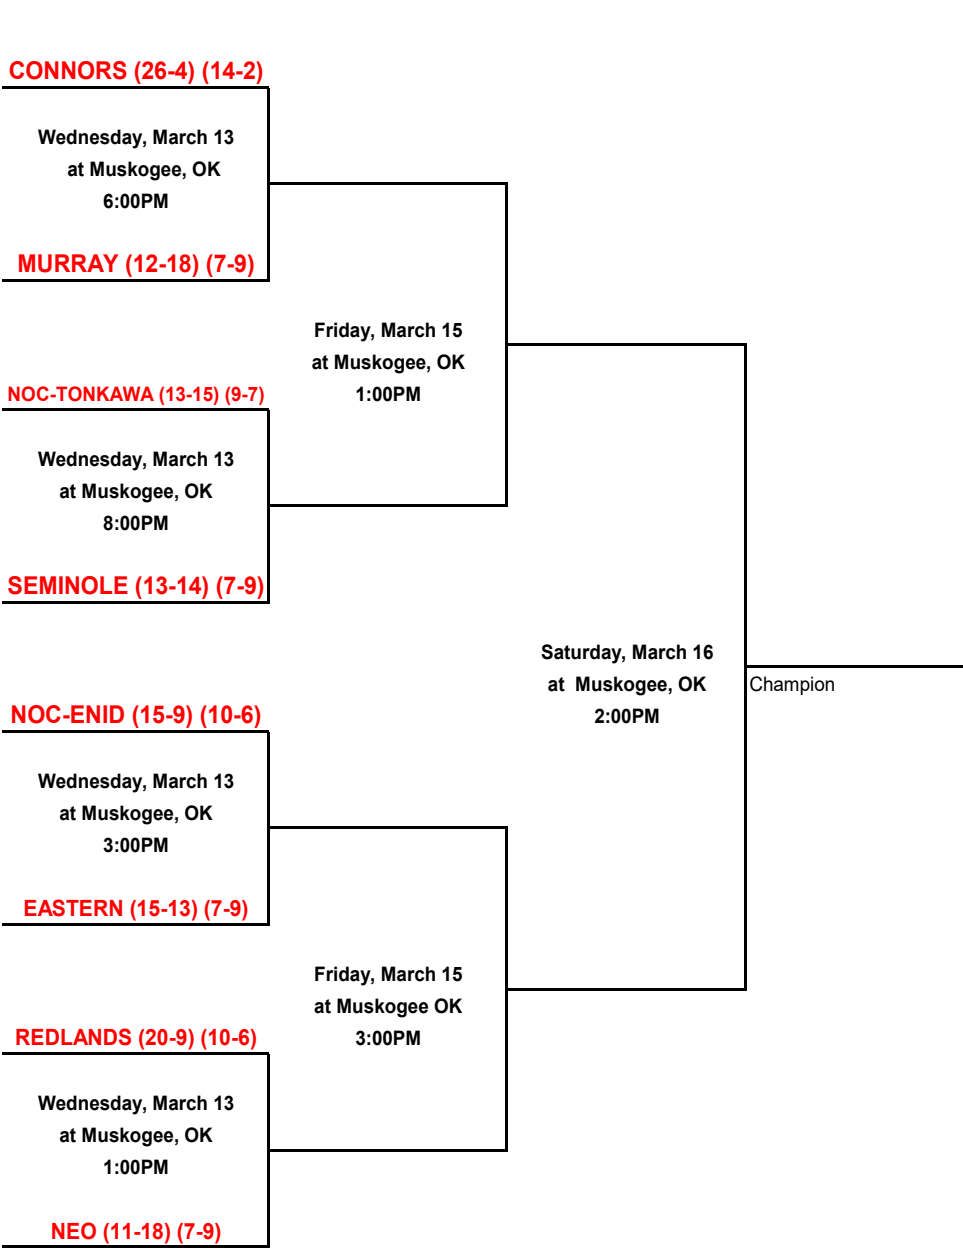 CONNORS (26-4) (14-2)
Wednesday, March 13
at Muskogee, OK
6:00PM
MURRAY (12-18) (7-9)
Friday, March 15
at Muskogee, OK
1:00PM
NOC-TONKAWA (13-15) (9-7)
Wednesday, March 13
at Muskogee, OK
8:00PM
SEMINOLE (13-14) (7-9)
Saturday, March 16
at Muskogee, OK
2:00PM
Champion
NOC-ENID (15-9) (10-6)
Wednesday, March 13
at Muskogee, OK
3:00PM
EASTERN (15-13) (7-9)
Friday, March 15
at Muskogee OK
3:00PM
REDLANDS (20-9) (10-6)
Wednesday, March 13
at Muskogee, OK
1:00PM
NEO (11-18) (7-9)